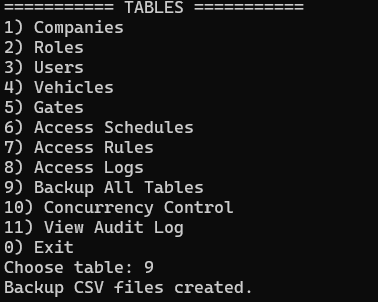 =========== TABLES ===========
1) Companies
2) Roles
3) Users
4) Vehicles
5) Gates
6) Access Schedules
7) Access Rules
8) Access Logs
9) Backup All Tables
10) Concurrency Control
11) View Audit Log
0) Exit
Choose table: 9
Backup CSV files created.